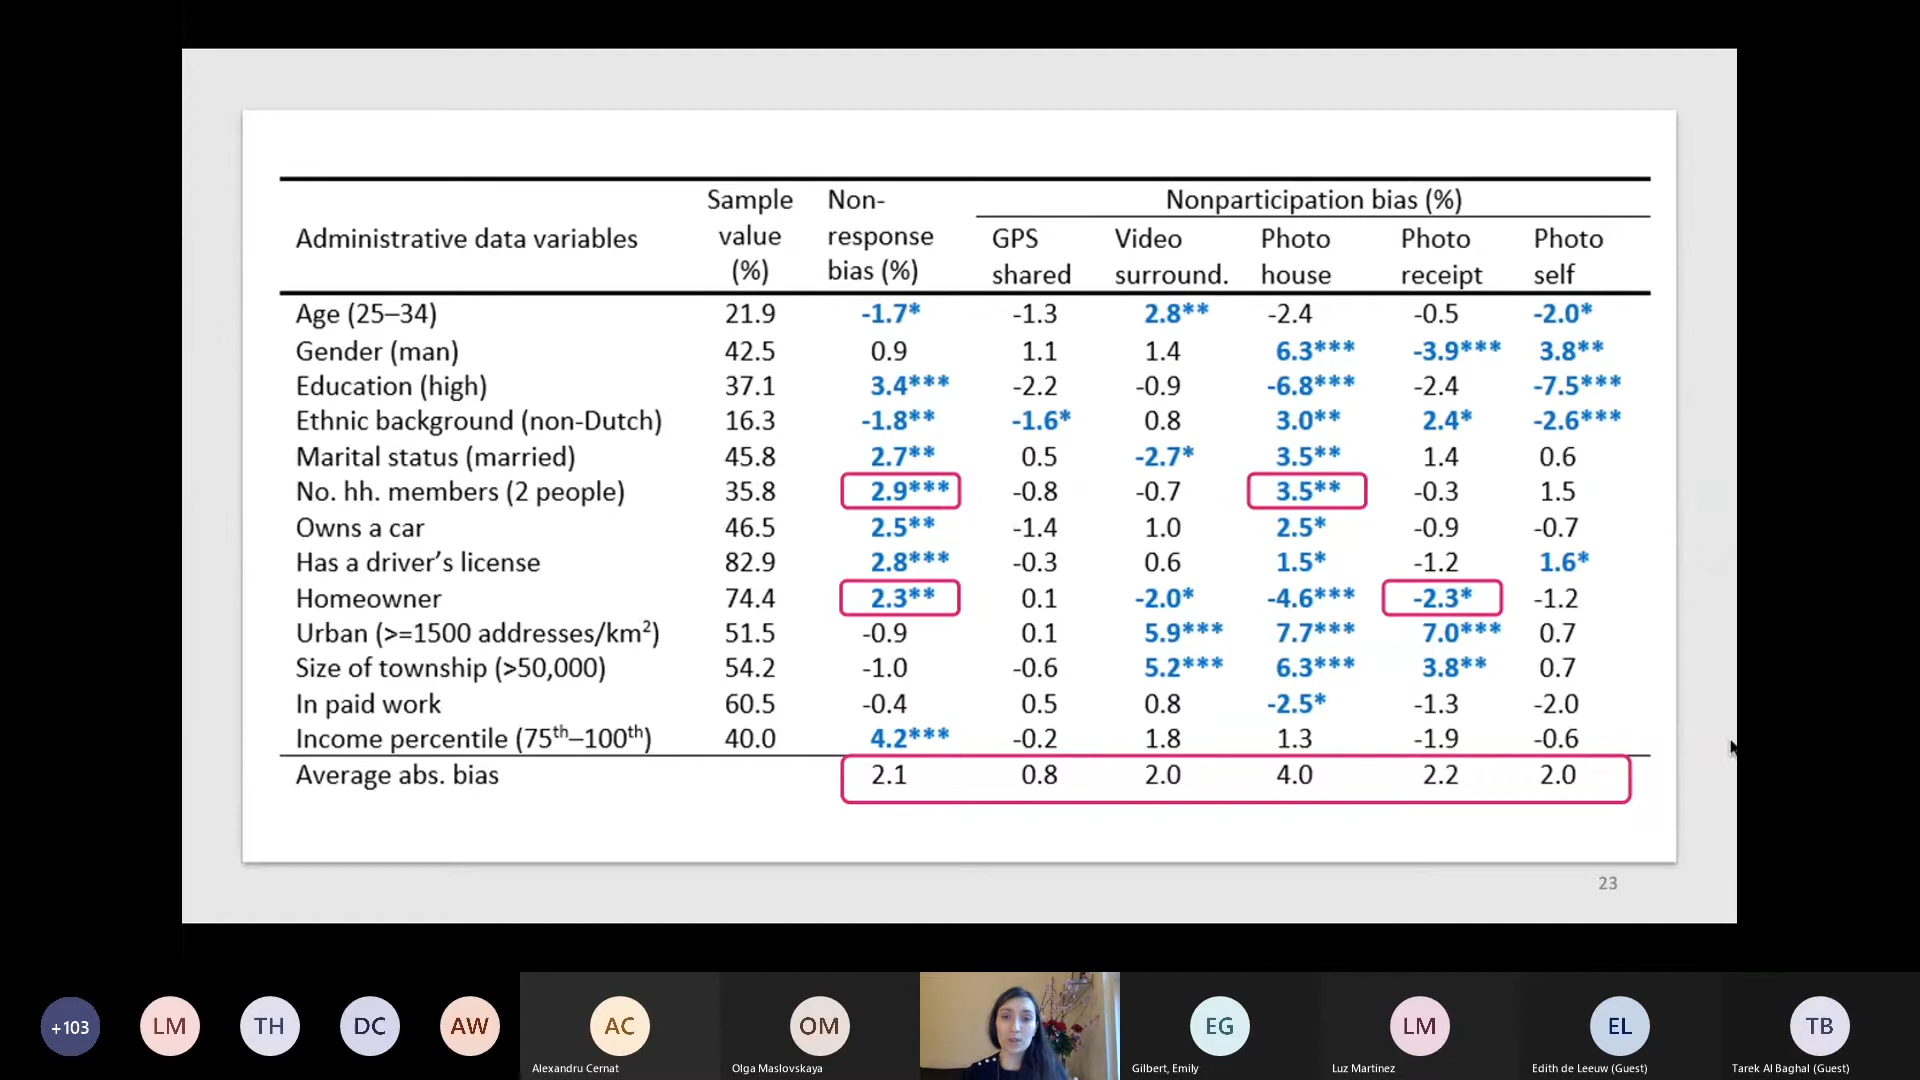 Administrative data variables
Sample value (%)
Non-response bias (%)
Nonparticipation bias (%)
GPS shared
Video surround.
Photo house
Photo receipt
Photo self
Age (25–34) 21.9 -1.7* -1.3 2.8** -2.4 -0.5 -2.0*
Gender (man) 42.5 0.9 1.1 1.4 6.3*** -3.9*** 3.8**
Education (high) 37.1 3.4*** -2.2 -0.9 -6.8*** -2.4 -7.5***
Ethnic background (non-Dutch) 16.3 -1.8** -1.6* 0.8 3.0** 2.4* -2.6***
Marital status (married) 45.8 2.7** 0.5 -2.7* 3.5** 1.4 0.6
No. hh. members (2 people) 35.8 2.9*** -0.8 -0.7 3.5** -0.3 1.5
Owns a car 46.5 2.5** -1.4 1.0 2.5* -0.9 -0.7
Has a driver’s license 82.9 2.8*** -0.3 0.6 1.5* -1.2 1.6*
Homeowner 74.4 2.3** 0.1 -2.0* -4.6*** -2.3* -1.2
Urban (>=1500 addresses/km²) 51.5 -0.9 0.1 5.9*** 7.7*** 7.0*** 0.7
Size of township (>50,000) 54.2 -1.0 -0.6 5.2*** 6.3*** 3.8** 0.7
In paid work 60.5 -0.4 0.5 0.8 -2.5* -1.3 -2.0
Income percentile (75th–100th) 40.0 4.2*** -0.2 1.8 1.3 -1.9 -0.6
Average abs. bias 2.1 0.8 2.0 4.0 2.2 2.0
23
+103 LM TH DC AW AC OM EG LM EL TB
Alexandru Cernat Olga Maslovskaya Gilbert, Emily Luz Martinez Edith de Leeuw (Guest) Tarek Al Baghal (Guest)